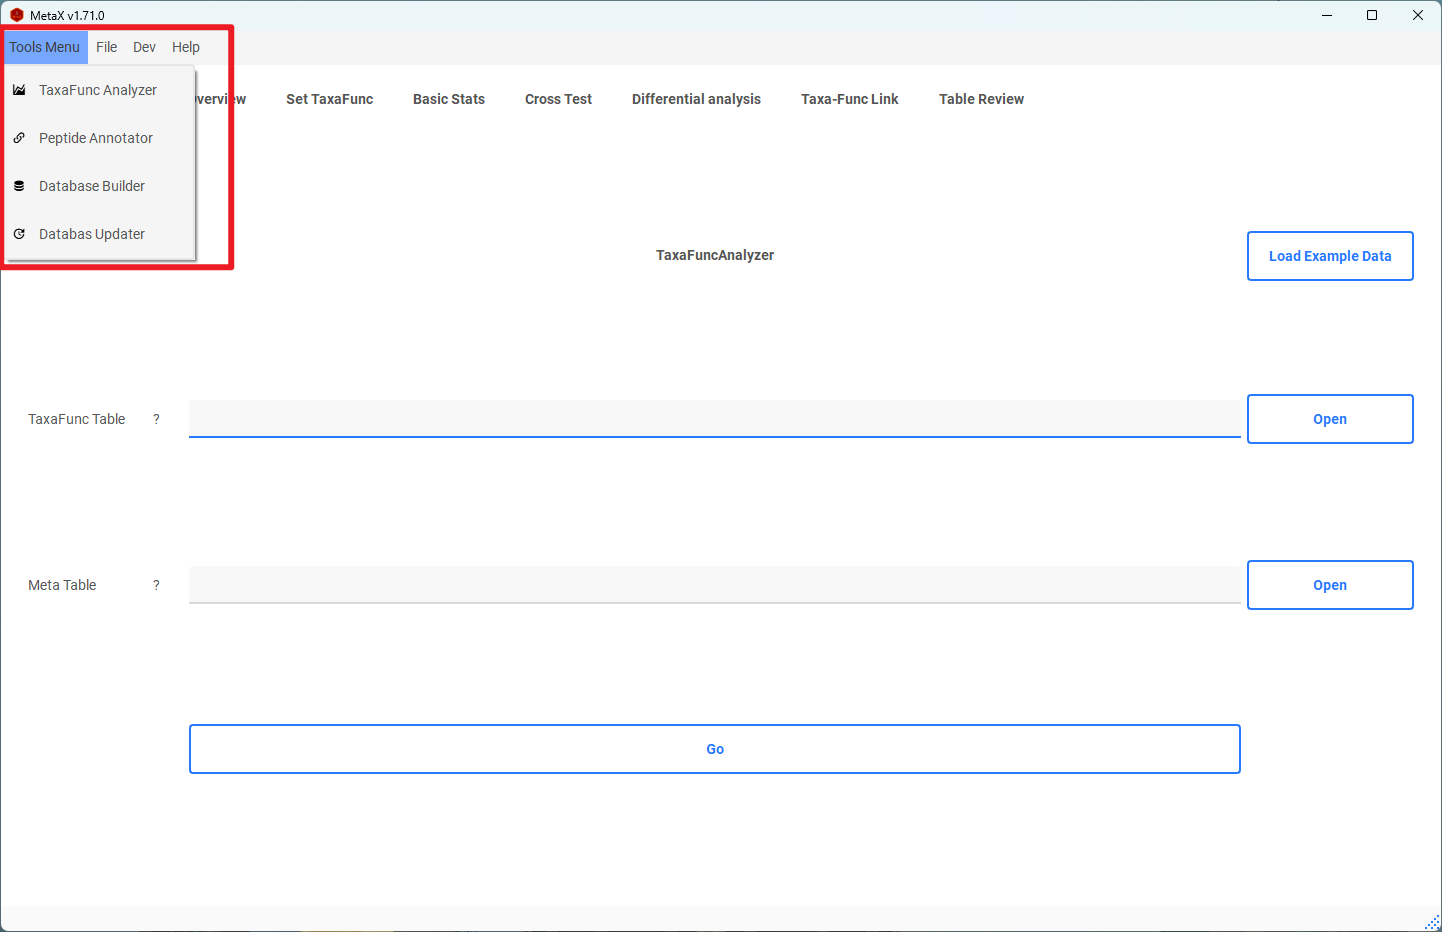 MetaX v1.71.0
Tools Menu File Dev Help
TaxaFunc Analyzer
Peptide Annotator
Database Builder
Databas Updater
verview Set TaxaFunc Basic Stats Cross Test Differential analysis Taxa-Func Link Table Review
TaxaFuncAnalyzer
Load Example Data
TaxaFunc Table ? Open
Meta Table ? Open
Go